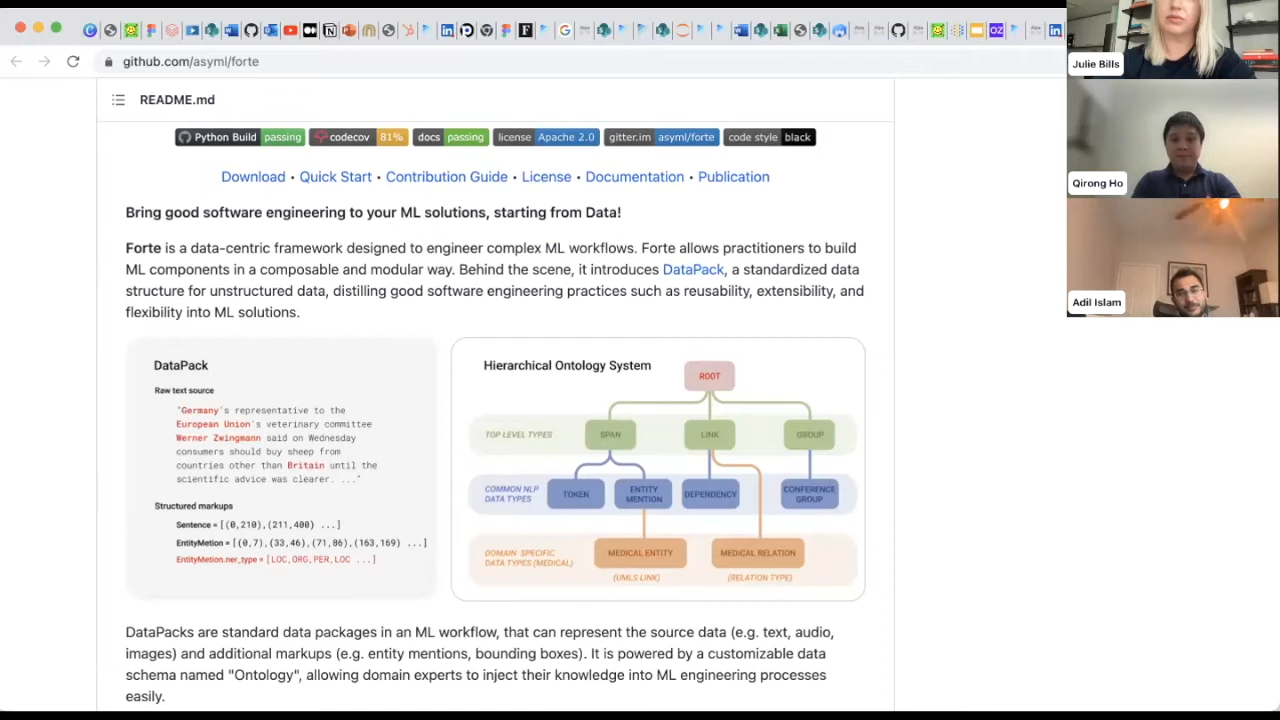 github.com/asyml/forte
README.md
Python Build passing codecov 81% docs passing license Apache 2.0 gitter.im asyml/forte code style black
Download • Quick Start • Contribution Guide • License • Documentation • Publication
Bring good software engineering to your ML solutions, starting from Data!
Forte is a data-centric framework designed to engineer complex ML workflows. Forte allows practitioners to build
ML components in a composable and modular way. Behind the scene, it introduces DataPack, a standardized data
structure for unstructured data, distilling good software engineering practices such as reusability, extensibility, and
flexibility into ML solutions.
DataPack
Raw text source
"Germany's representative to the
European Union's veterinary committee
Werner Zwingmann said on Wednesday
consumers should buy sheep from
countries other than Britain until the
scientific advice was clearer. ..."
Structured markups
Sentence = [(0,210),(211,400) ...]
EntityMetion = [(0,7),(33,46),(71,86),(163,169) ...]
EntityMetion.ner_type = [LOC,ORG,PER,LOC ...]
Hierarchical Ontology System
ROOT
TOP LEVEL TYPES
SPAN
LINK
GROUP
COMMON NLP
DATA TYPES
TOKEN
ENTITY
MENTION
DEPENDENCY
CONFERENCE
GROUP
DOMAIN SPECIFIC
DATA TYPES (MEDICAL)
MEDICAL ENTITY
MEDICAL RELATION
(UMLS LINK)
(RELATION TYPE)
DataPacks are standard data packages in an ML workflow, that can represent the source data (e.g. text, audio,
images) and additional markups (e.g. entity mentions, bounding boxes). It is powered by a customizable data
schema named "Ontology", allowing domain experts to inject their knowledge into ML engineering processes
easily.
Julie Bills
Qirong Ho
Adil Islam